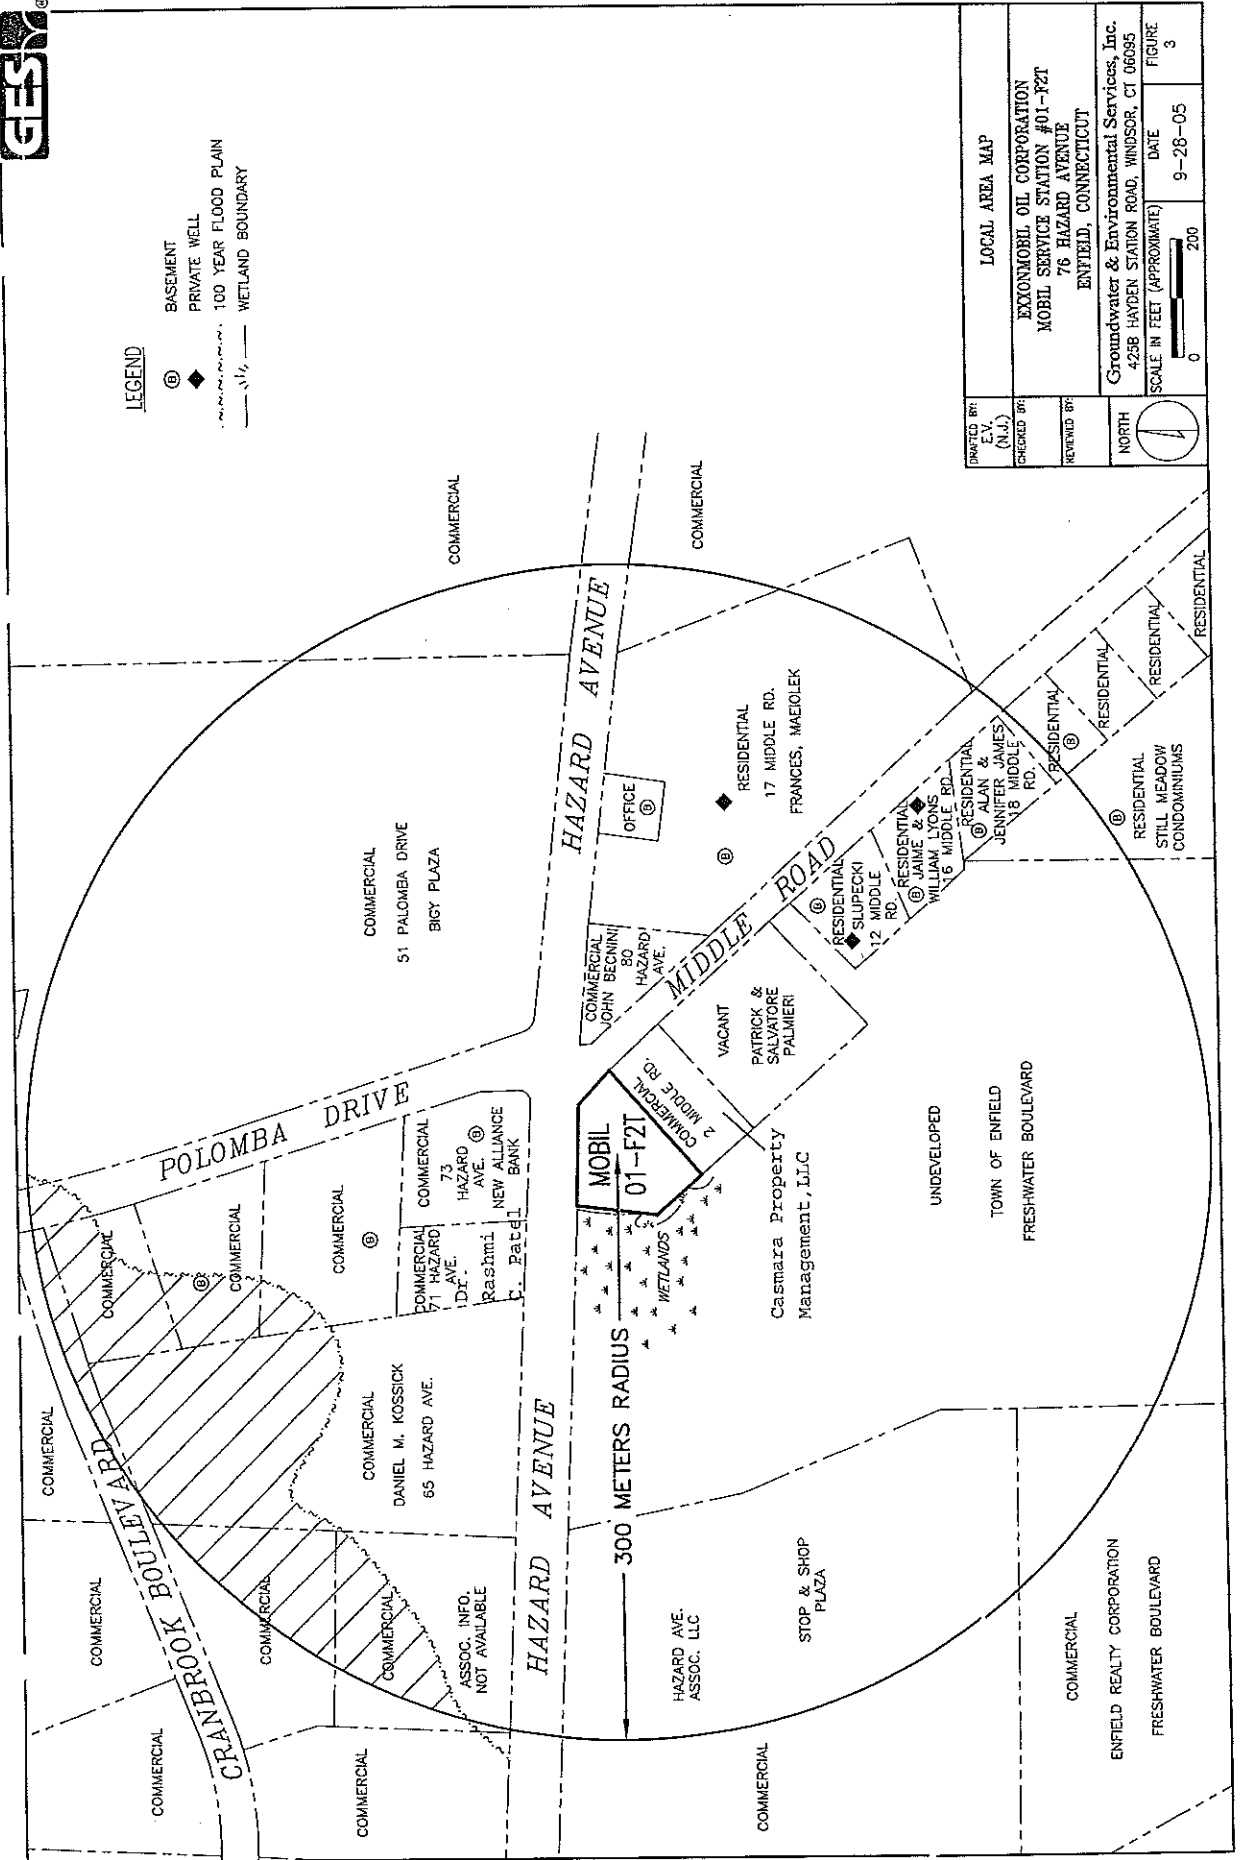 GES
®
LEGEND
Ⓑ BASEMENT
◆ PRIVATE WELL
100 YEAR FLOOD PLAIN
WETLAND BOUNDARY
COMMERCIAL
COMMERCIAL
COMMERCIAL
CRANBROOK BOULEVARD
COMMERCIAL
COMMERCIAL
COMMERCIAL
ASSOC. INFO.
NOT AVAILABLE
COMMERCIAL
DANIEL M. KOSSICK
65 HAZARD AVE.
COMMERCIAL
Ⓑ
COMMERCIAL
COMMERCIAL
Ⓑ
POLOMBA DRIVE
COMMERCIAL
71 HAZARD
AVE.
Dr.
Rashmi
C. Patel
COMMERCIAL
73
HAZARD
AVE. Ⓑ
NEW ALLIANCE
BANK
COMMERCIAL
51 PALOMBA DRIVE
BIGY PLAZA
COMMERCIAL
HAZARD AVENUE
HAZARD AVENUE
COMMERCIAL
300 METERS RADIUS
MOBIL
01-F2T
COMMERCIAL
2 MIDDLE RD.
WETLANDS
COMMERCIAL
JOHN BECNINI
80
HAZARD
AVE.
OFFICE
Ⓑ
Ⓑ
RESIDENTIAL
17 MIDDLE RD.
FRANCES, MAEIOLEK
COMMERCIAL
MIDDLE ROAD
VACANT
PATRICK &
SALVATORE
PALMIERI
Casmara Property
Management,LLC
Ⓑ
RESIDENTIAL
SLUPECKI
12 MIDDLE
RD.
RESIDENTIAL
Ⓑ JAIME &
WILLIAM LYONS
16 MIDDLE RD.
RESIDENTIAL
Ⓑ ALAN &
JENNIFER JAMES
18 MIDDLE
RD.
RESIDENTIAL
Ⓑ
RESIDENTIAL
RESIDENTIAL
RESIDENTIAL
Ⓑ
RESIDENTIAL
STILL MEADOW
CONDOMINIUMS
UNDEVELOPED
TOWN OF ENFIELD
FRESHWATER BOULEVARD
HAZARD AVE.
ASSOC. LLC
STOP & SHOP
PLAZA
COMMERCIAL
COMMERCIAL
ENFIELD REALTY CORPORATION
FRESHWATER BOULEVARD
DRAFTED BY:
E.V.
(N.J.)
CHECKED BY:
REVIEWED BY:
NORTH
LOCAL AREA MAP
EXXONMOBIL OIL CORPORATION
MOBIL SERVICE STATION #01-F2T
76 HAZARD AVENUE
ENFIELD, CONNECTICUT
Groundwater & Environmental Services, Inc.
425B HAYDEN STATION ROAD, WINDSOR, CT 06095
SCALE IN FEET (APPROXIMATE)
0 200
DATE
9-28-05
FIGURE
3